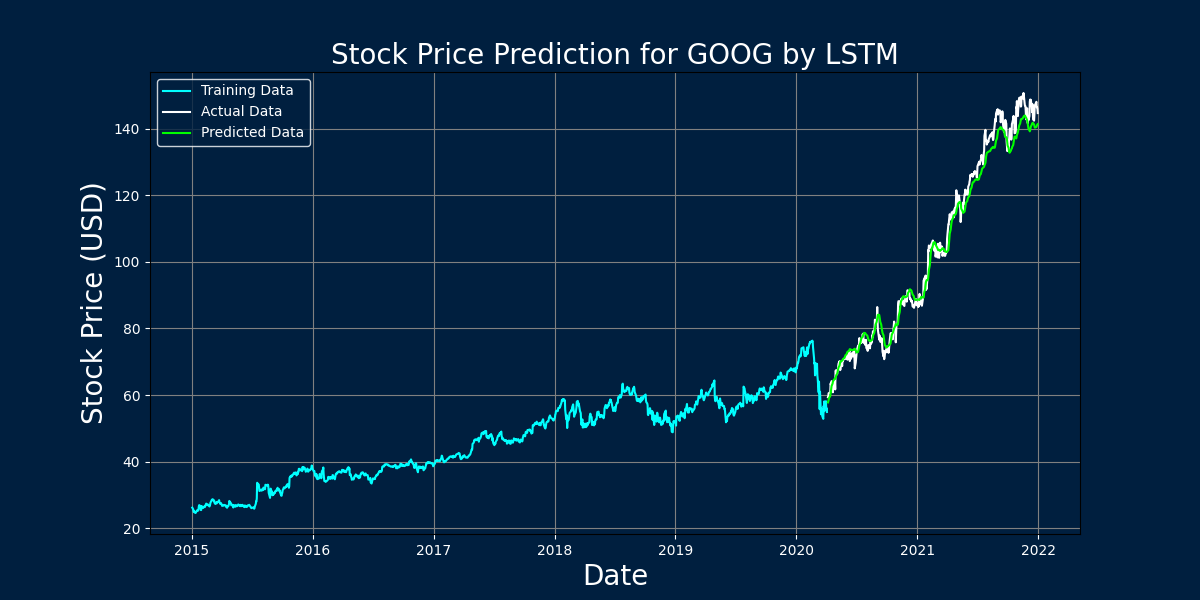 Stock Price Prediction for GOOG by LSTM
Training Data
Actual Data
Predicted Data
Stock Price (USD)
140
120
100
80
60
40
20
2015 2016 2017 2018 2019 2020 2021 2022
Date